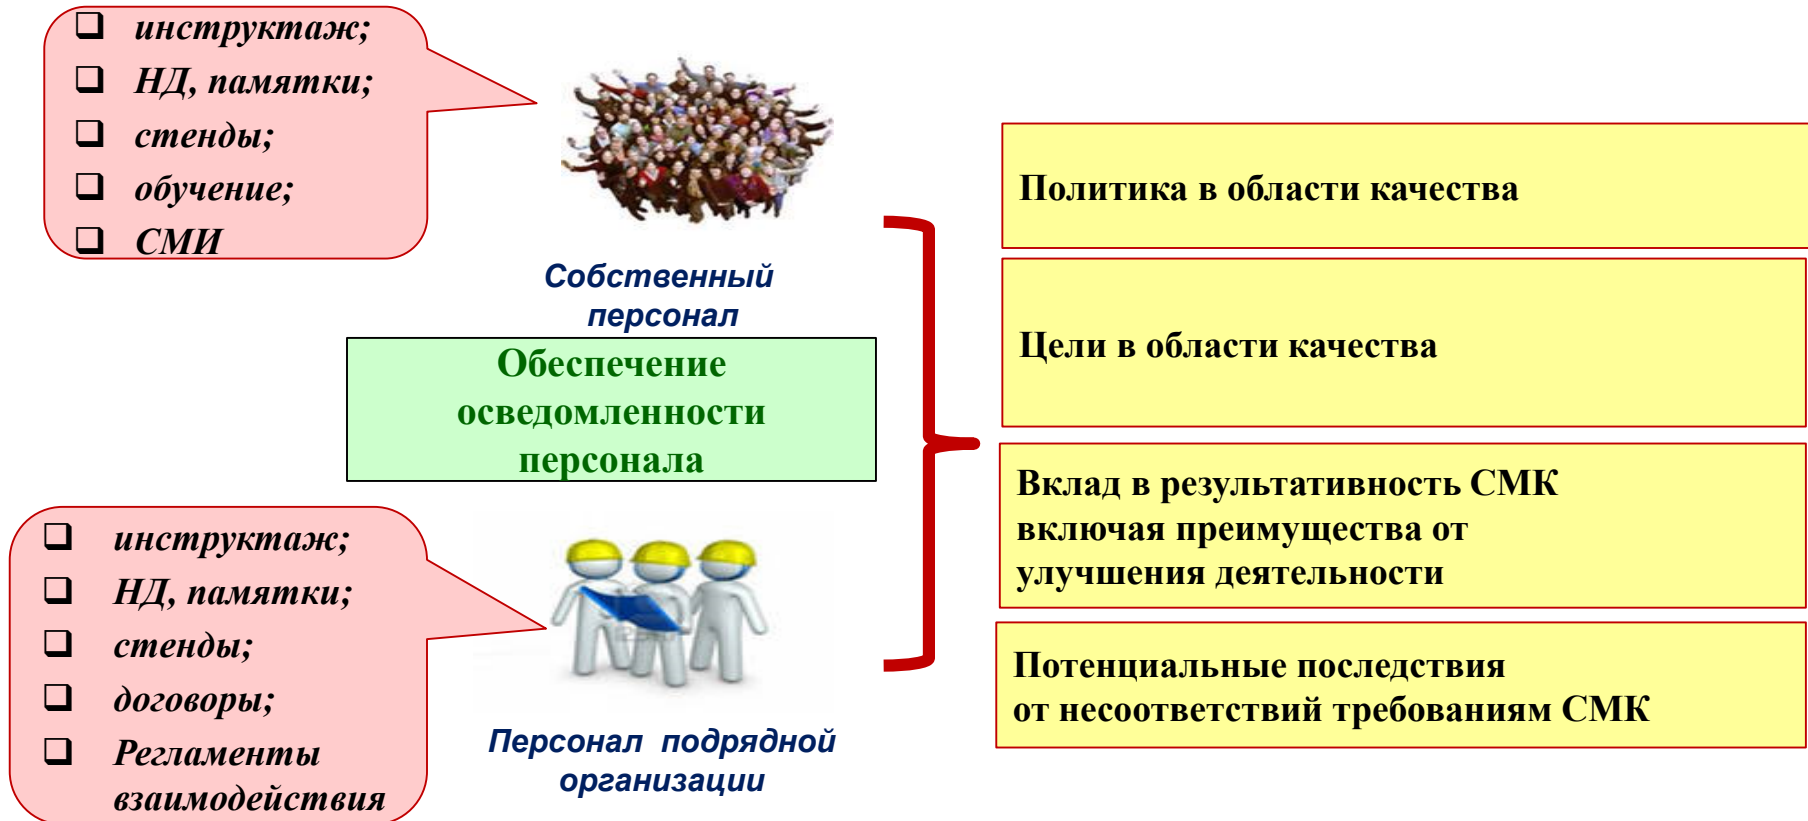 инструктаж;
НД, памятки;
стенды;
обучение;
СМИ
Собственный
персонал
Обеспечение
осведомленности
персонала
инструктаж;
НД, памятки;
стенды;
договоры;
Регламенты
взаимодействия
Персонал подрядной
организации
Политика в области качества
Цели в области качества
Вклад в результативность СМК
включая преимущества от
улучшения деятельности
Потенциальные последствия
от несоответствий требованиям СМК